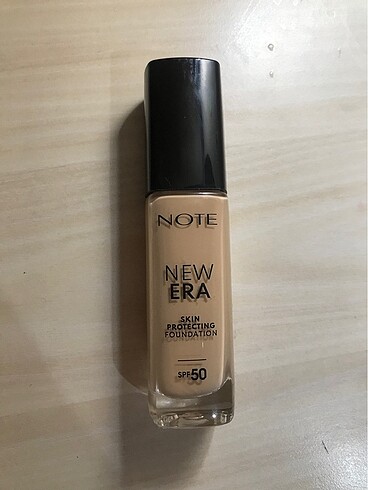 NOTE
NEW
ERA
SKIN
PROTECTING
FOUNDATION
SPF50